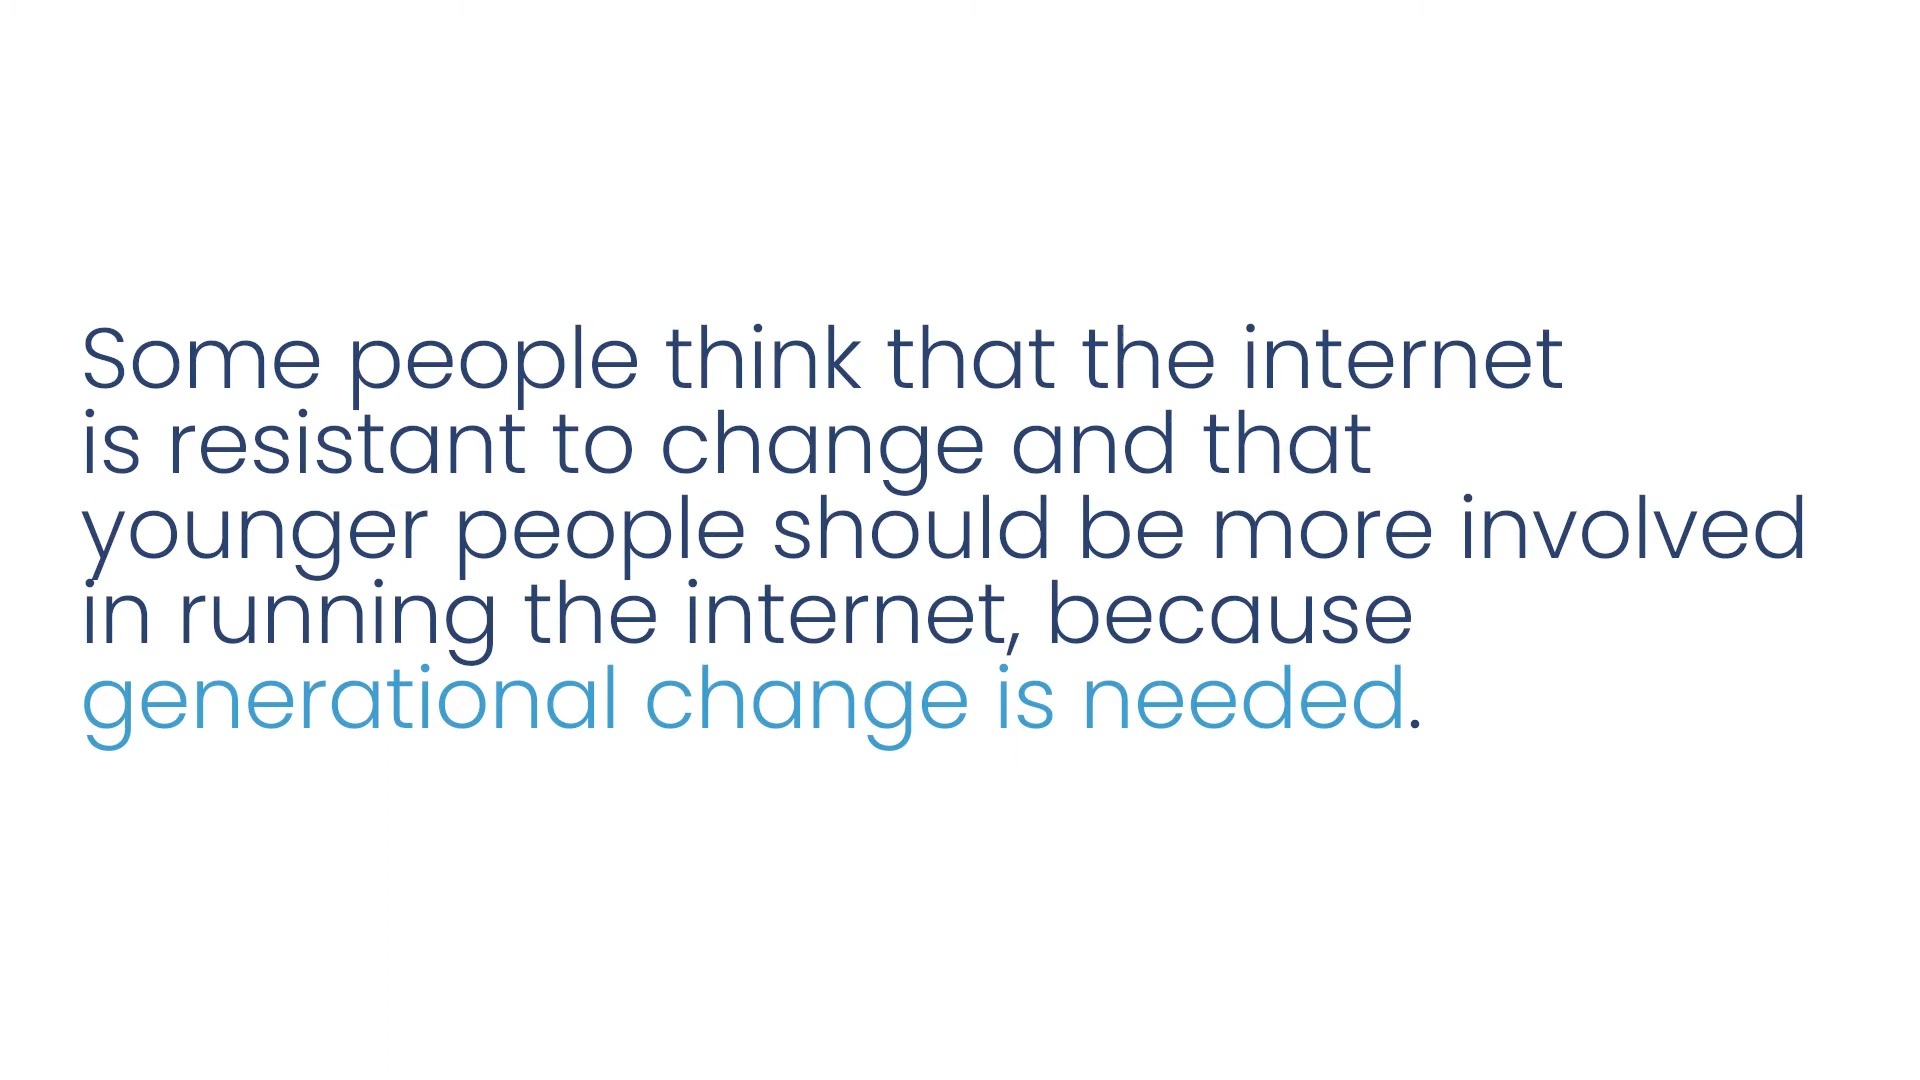 Some people think that the internet
is resistant to change and that
younger people should be more involved
in running the internet, because
generational change is needed.